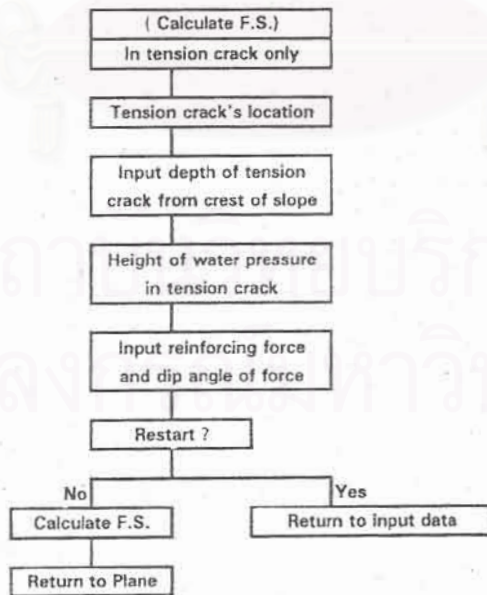 ( Calculate F.S.)
In tension crack only
Tension crack's location
Input depth of tension
crack from crest of slope
Height of water pressure
in tension crack
Input reinforcing force
and dip angle of force
Restart ?
No
Yes
Calculate F.S.
Return to input data
Return to Plane